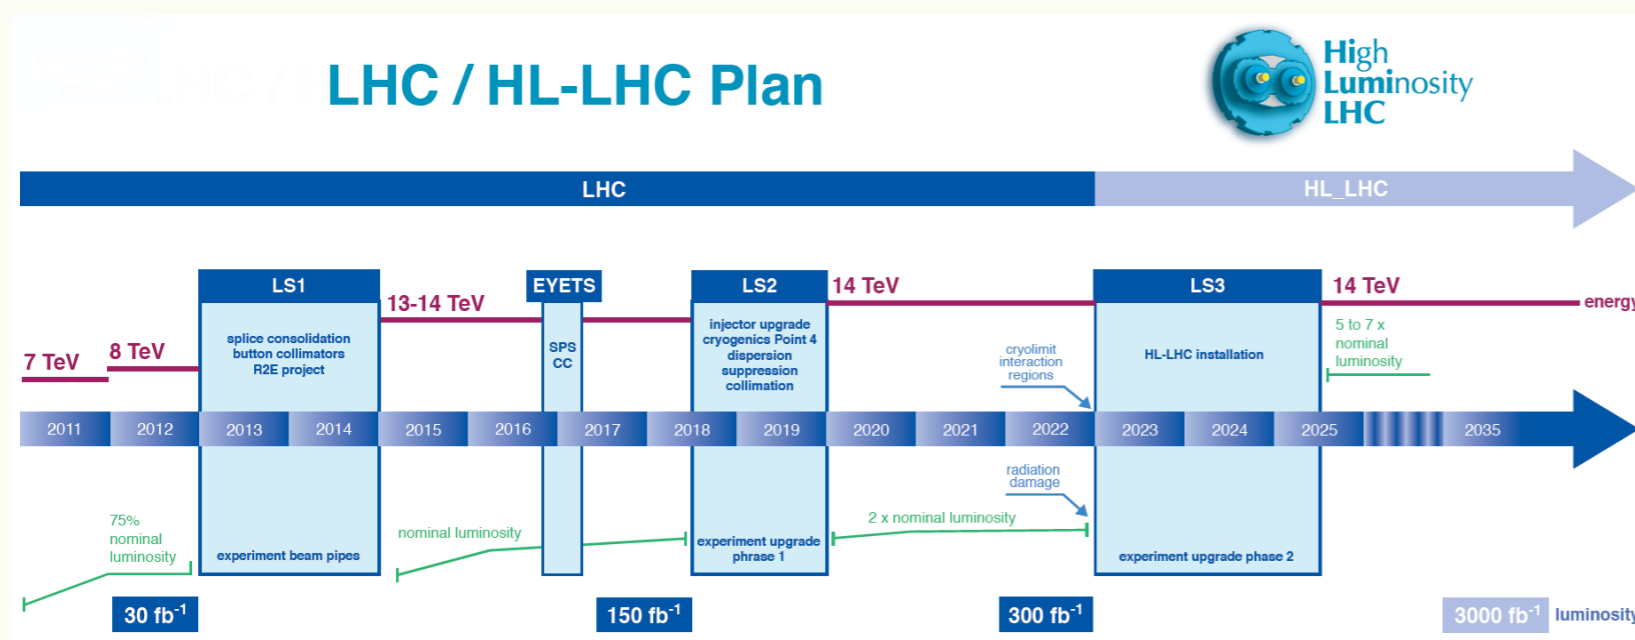 LHC / HL-LHC Plan
High
Luminosity
LHC
LHC
HL_LHC
LS1
EYETS
LS2
LS3
7 TeV
8 TeV
13-14 TeV
14 TeV
14 TeV
energy
splice consolidation
button collimators
R2E project
SPS
CC
injector upgrade
cryogenics Point 4
dispersion
suppression
collimation
cryolimit
interaction
regions
HL-LHC installation
5 to 7 x
nominal
luminosity
2011
2012
2013
2014
2015
2016
2017
2018
2019
2020
2021
2022
2023
2024
2025
2035
75%
nominal
luminosity
experiment beam pipes
nominal luminosity
experiment upgrade
phrase 1
2 x nominal luminosity
radiation
damage
experiment upgrade phase 2
30 fb⁻¹
150 fb⁻¹
300 fb⁻¹
3000 fb⁻¹
luminosity